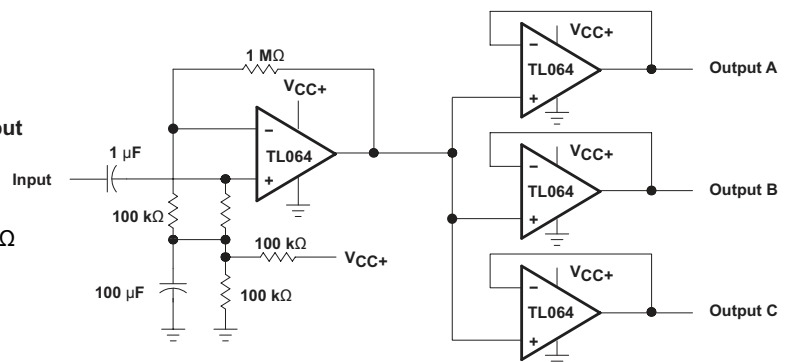 1 MΩ
VCC+
TL064
1 µF
Input
100 kΩ
100 kΩ
VCC+
100 µF
100 kΩ
VCC+
TL064
Output A
VCC+
TL064
Output B
VCC+
TL064
Output C
Ω